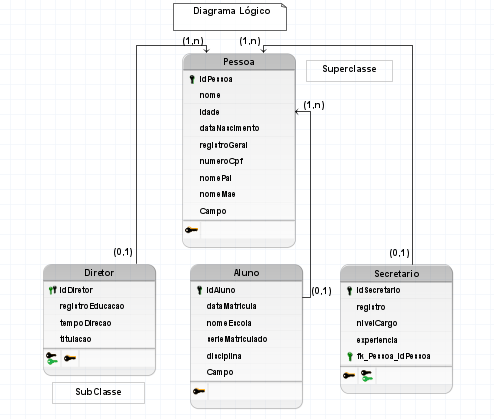 Diagrama Lógico
(1,n)
(1,n)
Pessoa
idPessoa
nome
idade
dataNascimento
registroGeral
numeroCpf
nomePai
nomeMae
Campo
Superclasse
(1,n)
(0,1)
(0,1)
(0,1)
Diretor
idDiretor
registroEducacao
tempoDirecao
titulacao
SubClasse
Aluno
idAluno
dataMatricula
nomeEscola
serieMatriculado
disciplina
Campo
Secretario
idSecretario
registro
nivelCargo
experiencia
fk_Pessoa_idPessoa